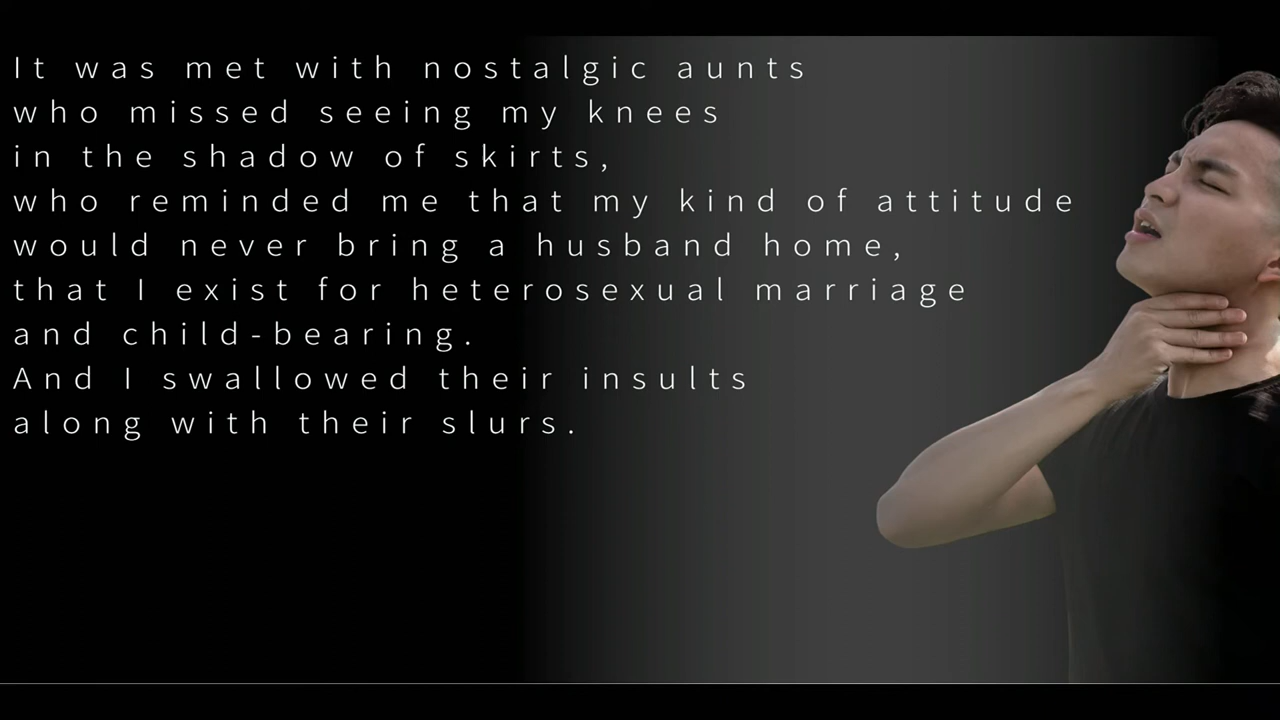 It was met with nostalgic aunts
who missed seeing my knees
in the shadow of skirts,
who reminded me that my kind of attitude
would never bring a husband home,
that I exist for heterosexual marriage
and child-bearing.
And I swallowed their insults
along with their slurs.